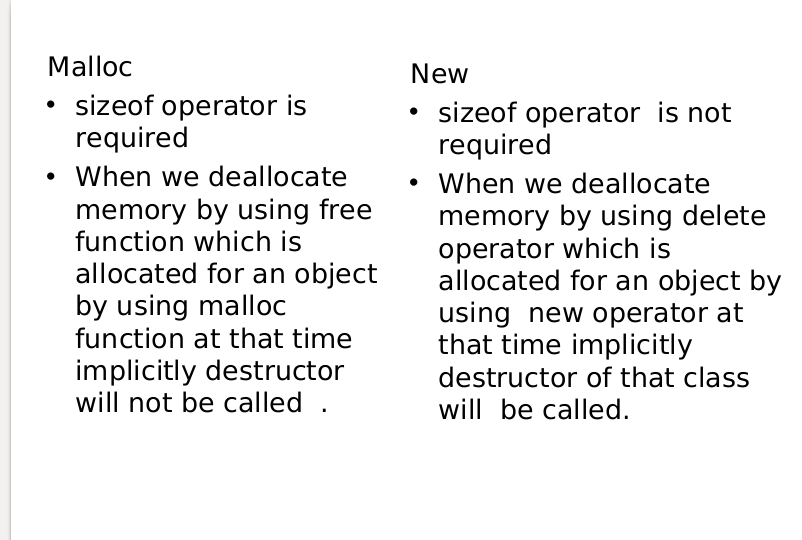 Malloc
• sizeof operator is
required
• When we deallocate
memory by using free
function which is
allocated for an object
by using malloc
function at that time
implicitly destructor
will not be called  .
New
• sizeof operator  is not
required
• When we deallocate
memory by using delete
operator which is
allocated for an object by
using  new operator at
that time implicitly
destructor of that class
will  be called.